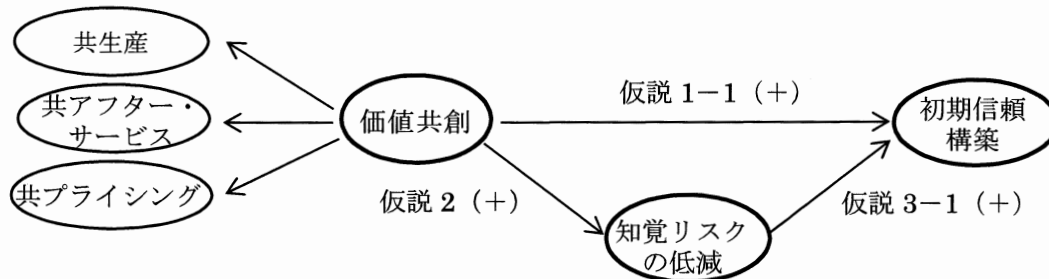 共生産
共アフター・
サービス
共プライシング
価値共創
仮説 1−1（+）
初期信頼
構築
仮説 2（+）
仮説 3−1（+）
知覚リスク
の低減